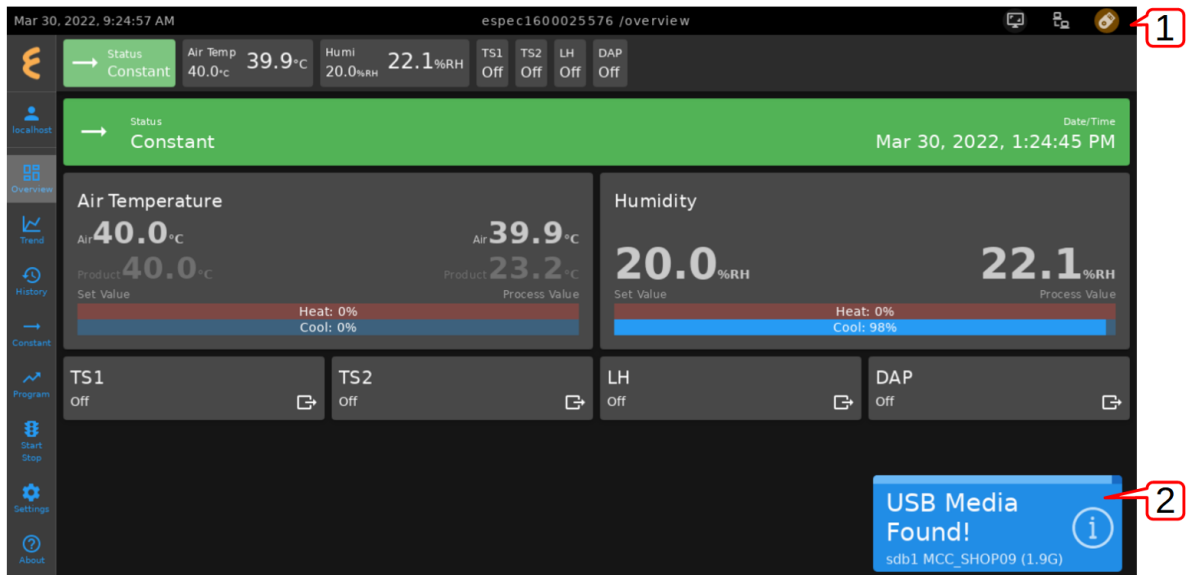 Mar 30, 2022, 9:24:57 AM espec1600025576 /overview
1
Status
Constant
Air Temp
40.0°C 39.9°C
Humi
20.0%RH 22.1%RH
TS1 TS2 LH DAP
Off Off Off Off
localhost
Overview
Trend
History
Constant
Program
Start
Stop
Settings
About
Status
Constant
Date/Time
Mar 30, 2022, 1:24:45 PM
Air Temperature
Air 40.0°C Air 39.9°C
Product 40.0°C Product 23.2°C
Set Value Process Value
Heat: 0%
Cool: 0%
Humidity
20.0%RH 22.1%RH
Set Value Process Value
Heat: 0%
Cool: 98%
TS1
Off
TS2
Off
LH
Off
DAP
Off
USB Media
Found!
sdb1 MCC_SHOP09 (1.9G)
2